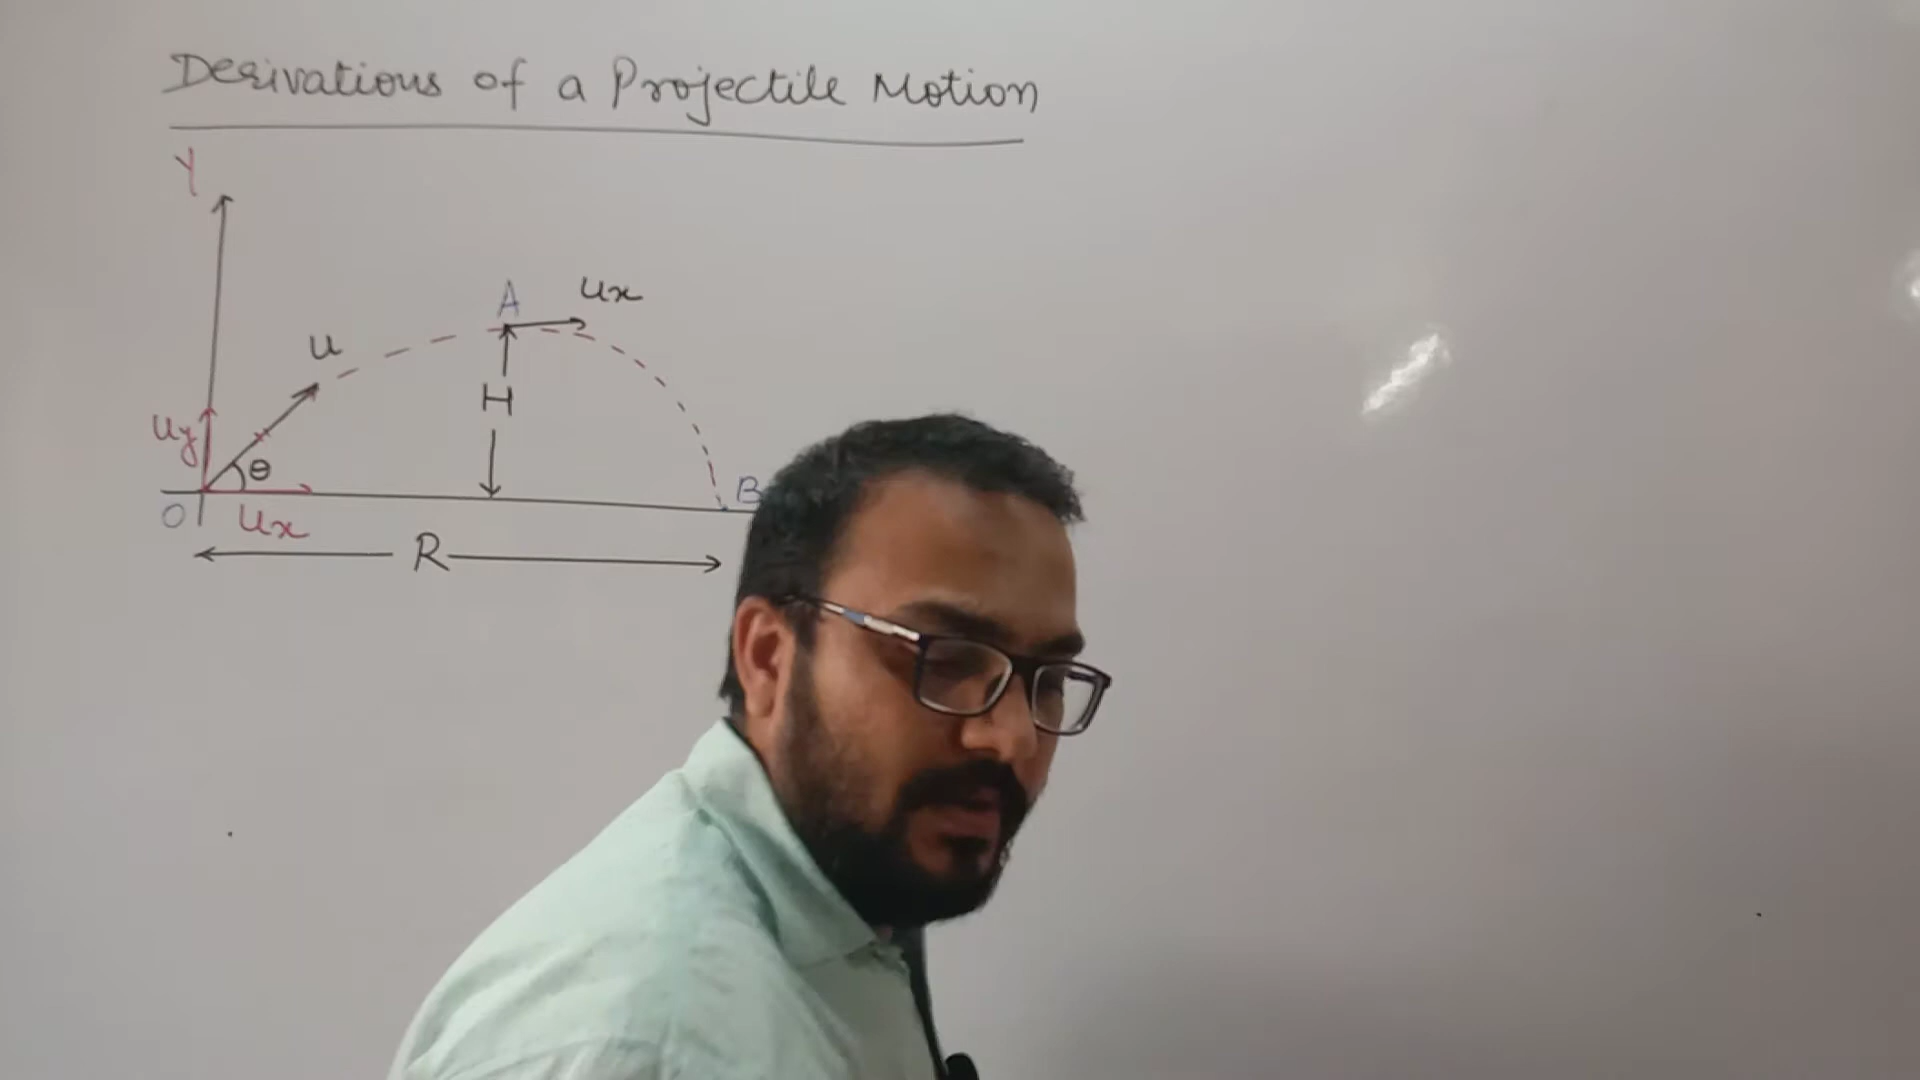 Derivations of a Projectile Motion
Y
A
ux
u
H
uy
θ
B
O
ux
R